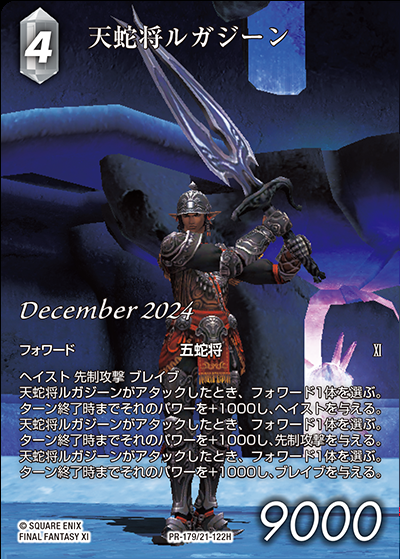 4
天蛇将ルガジーン
December 2024
フォワード 五蛇将 XI
ヘイスト 先制攻撃 ブレイブ
天蛇将ルガジーンがアタックしたとき、フォワード1体を選ぶ。
ターン終了時までそれのパワーを+1000し、ヘイストを与える。
天蛇将ルガジーンがアタックしたとき、フォワード1体を選ぶ。
ターン終了時までそれのパワーを+1000し、先制攻撃を与える。
天蛇将ルガジーンがアタックしたとき、フォワード1体を選ぶ。
ターン終了時までそれのパワーを+1000し、ブレイブを与える。
© SQUARE ENIX
FINAL FANTASY XI
PR-179/21-122H
9000